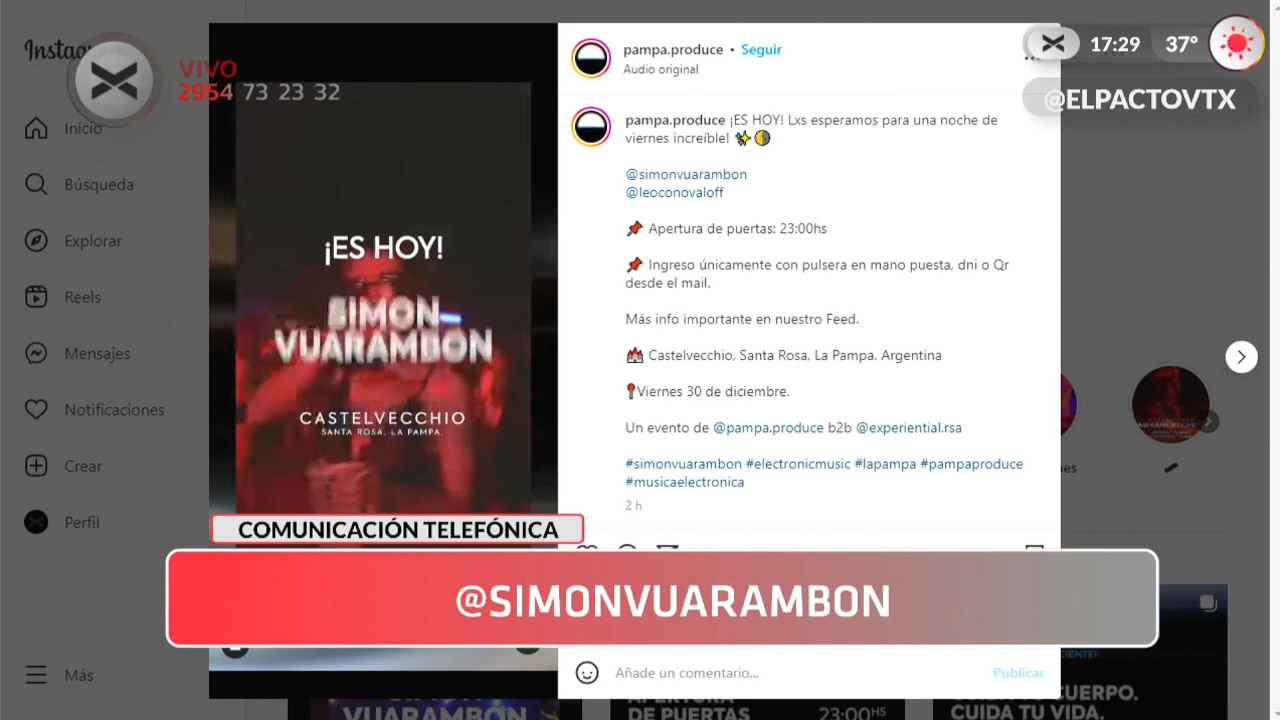 Instag
VIVO
2954 73 23 32
Inicio
Búsqueda
Explorar
Reels
Mensajes
Notificaciones
Crear
Perfil
Más
¡ES HOY!
SIMON
VUARAMBON
CASTELVECCHIO
SANTA ROSA. LA PAMPA.
pampa.produce • Seguir
Audio original
17:29 37°
@ELPACTOVTX
pampa.produce ¡ES HOY! Lxs esperamos para una noche de
viernes increíble! ✨🌗
@simonvuarambon
@leoconovaloff
📌 Apertura de puertas: 23:00hs
📌 Ingreso únicamente con pulsera en mano puesta, dni o Qr
desde el mail.
Más info importante en nuestro Feed.
🏰 Castelvecchio, Santa Rosa, La Pampa. Argentina
📍Viernes 30 de diciembre.
Un evento de @pampa.produce b2b @experiential.rsa
#simonvuarambon #electronicmusic #lapampa #pampaproduce
#musicaelectronica
2 h
COMUNICACIÓN TELEFÓNICA
@SIMONVUARAMBON
Añade un comentario... Publicar
VUARAMBON
APERTURA
DE PUERTAS 23:00HS
CUIDA TU CUERPO.
CUIDA TU VIDA.